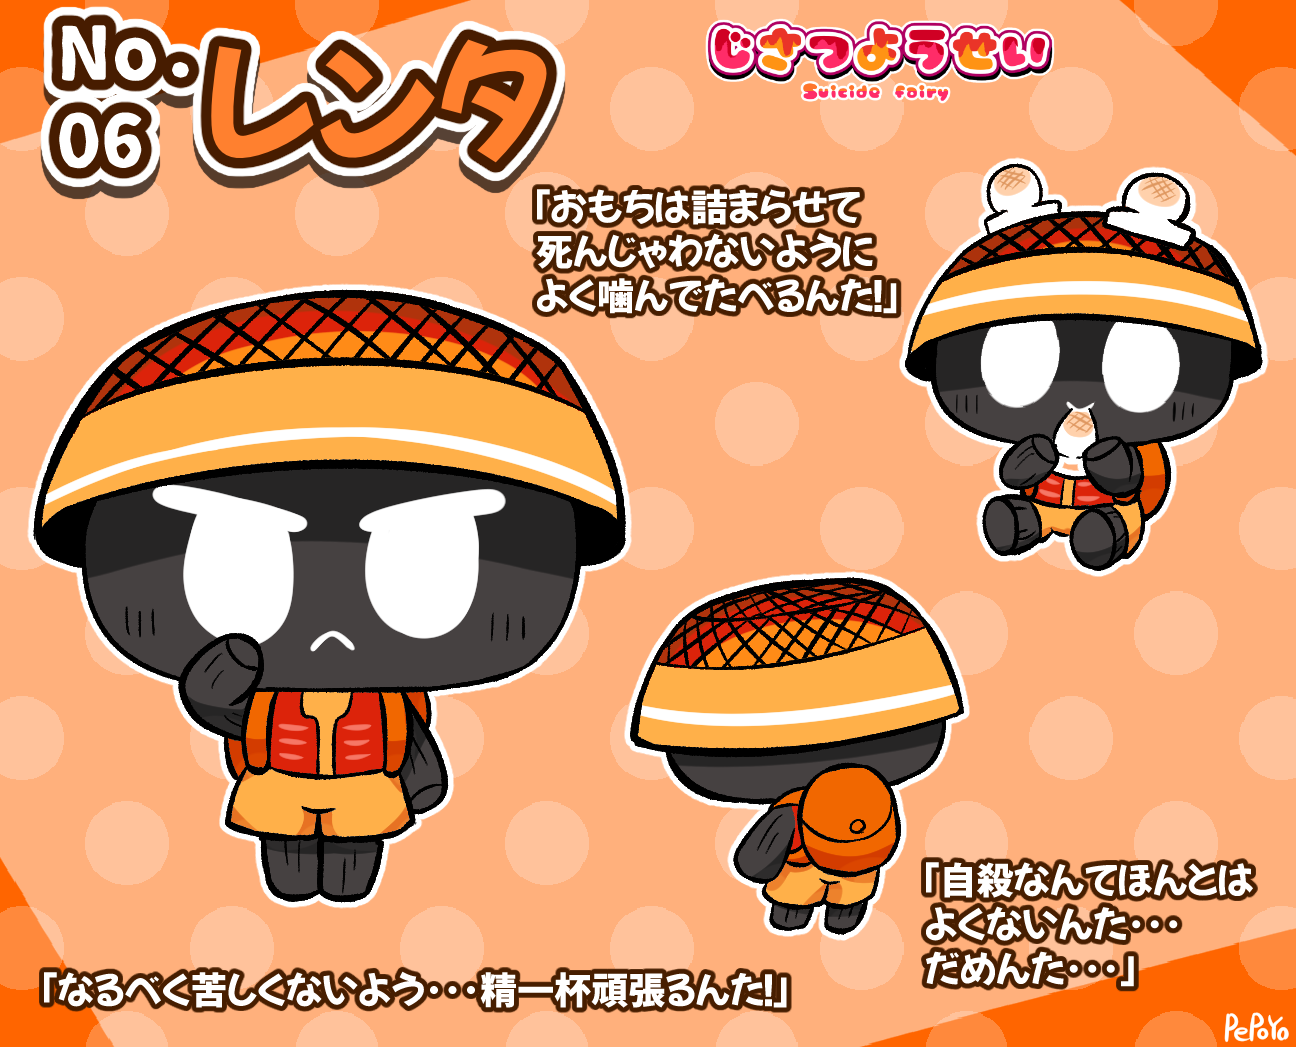 No.
06
レンタ
じさつようせい
Suicide fairy
「おもちは詰まらせて
死んじゃわないように
よく噛んでたべるんた!」
「自殺なんてほんとは
よくないんた･･･
だめんた･･･」
「なるべく苦しくないよう･･･精一杯頑張るんた!」
PePoYo